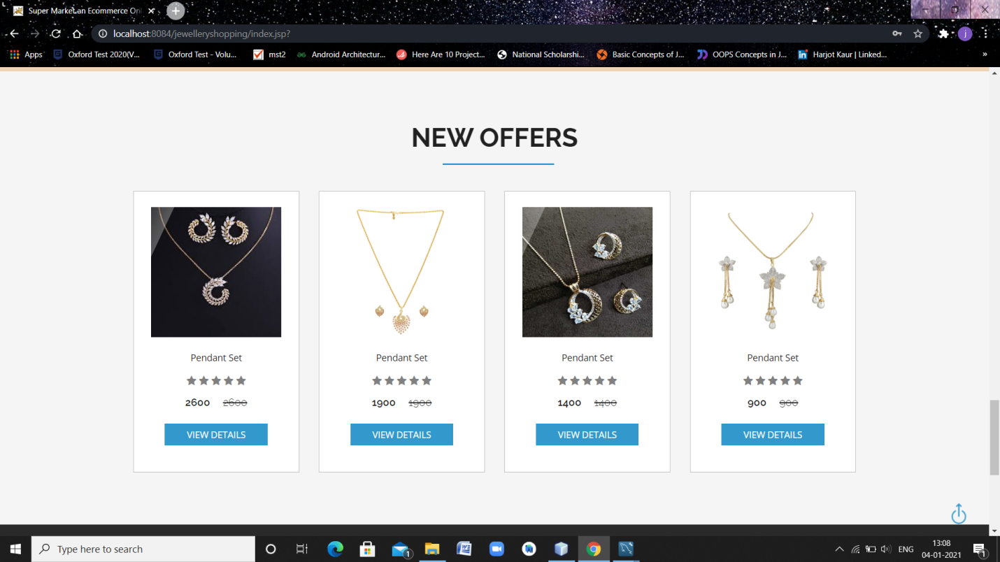 Super Market an Ecommerce On
localhost:8084/jewelleryshopping/index.jsp?
j
Apps
Oxford Test 2020(V...
Oxford Test - Volu...
mst2
Android Architectur...
Here Are 10 Project...
National Scholarshi...
Basic Concepts of J...
OOPS Concepts in J...
Harjot Kaur | Linked...
»
NEW OFFERS
Pendant Set
2600 2600
VIEW DETAILS
Pendant Set
1900 1900
VIEW DETAILS
Pendant Set
1400 1400
VIEW DETAILS
Pendant Set
900 900
VIEW DETAILS
Type here to search
1
ENG
13:08
04-01-2021
1